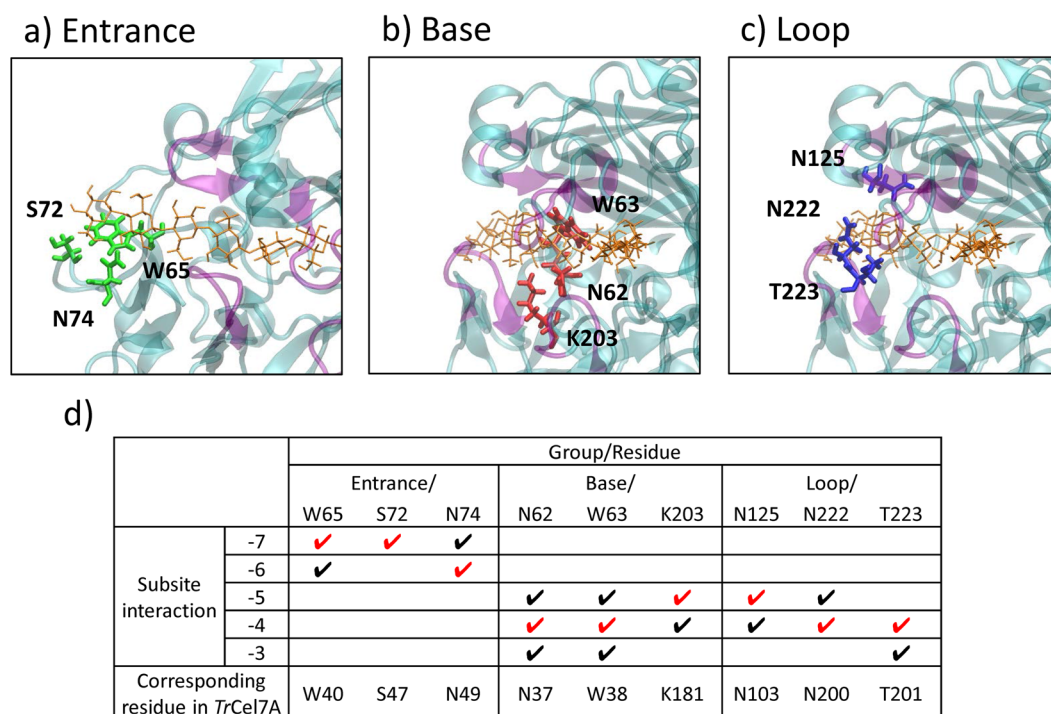 a) Entrance
b) Base
c) Loop
S72
W65
N74
W63
N62
K203
N125
N222
T223
d)
Group/Residue
Entrance/ Base/ Loop/
W65 S72 N74 N62 W63 K203 N125 N222 T223
Subsite interaction
-7 ✔ ✔ ✔
-6 ✔ ✔
-5 ✔ ✔ ✔ ✔ ✔
-4 ✔ ✔ ✔ ✔ ✔ ✔
-3 ✔ ✔ ✔
Corresponding
residue in TrCel7A
W40 S47 N49 N37 W38 K181 N103 N200 T201